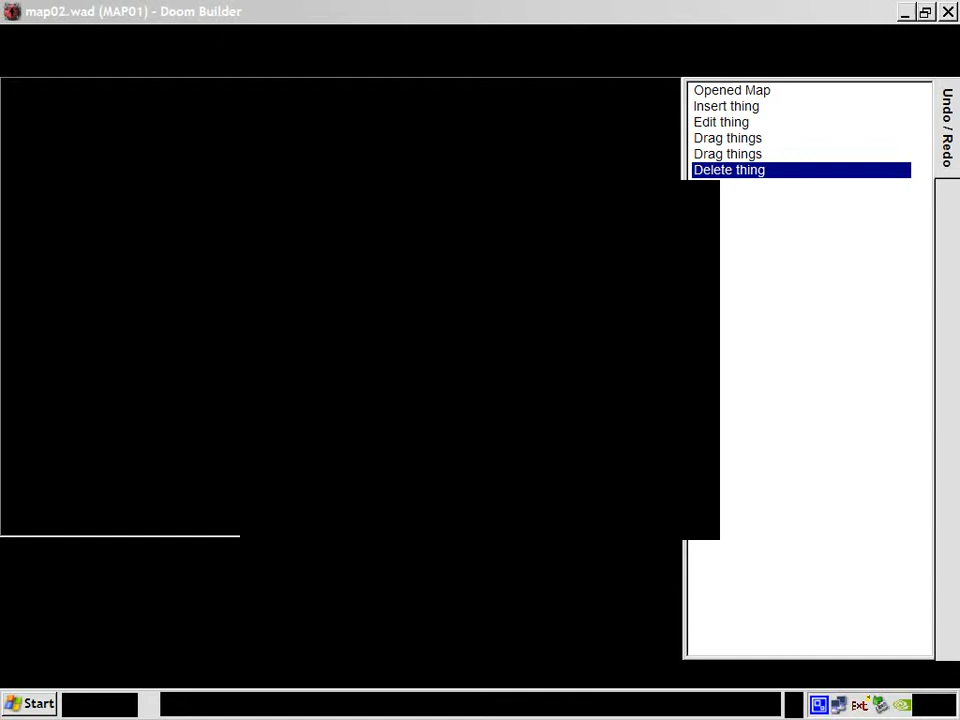 map02.wad (MAP01) - Doom Builder
Opened Map
Insert thing
Edit thing
Drag things
Drag things
Delete thing
Undo / Redo
Start
Ext